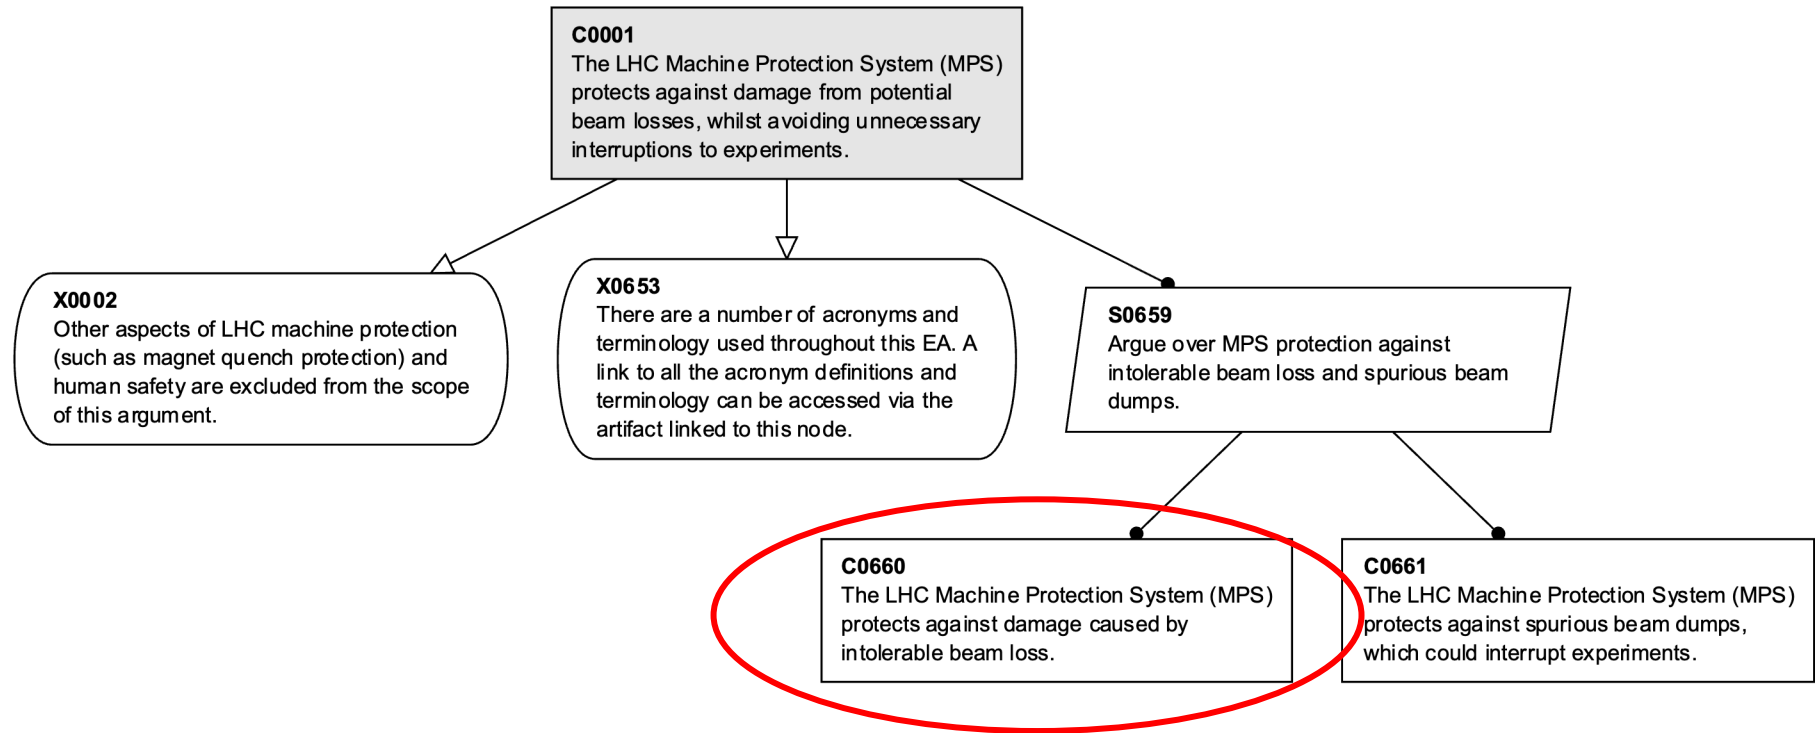 C0001
The LHC Machine Protection System (MPS)
protects against damage from potential
beam losses, whilst avoiding unnecessary
interruptions to experiments.
X0002
Other aspects of LHC machine protection
(such as magnet quench protection) and
human safety are excluded from the scope
of this argument.
X0653
There are a number of acronyms and
terminology used throughout this EA. A
link to all the acronym definitions and
terminology can be accessed via the
artifact linked to this node.
S0659
Argue over MPS protection against
intolerable beam loss and spurious beam
dumps.
C0660
The LHC Machine Protection System (MPS)
protects against damage caused by
intolerable beam loss.
C0661
The LHC Machine Protection System (MPS)
protects against spurious beam dumps,
which could interrupt experiments.